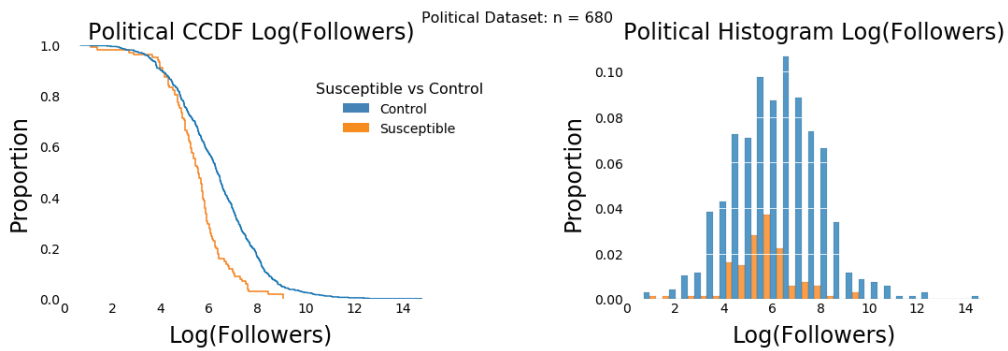 Political Dataset: n = 680
Political CCDF Log(Followers)
Proportion
1.0
0.8
0.6
0.4
0.2
0.0
0 2 4 6 8 10 12 14
Log(Followers)
Susceptible vs Control
Control
Susceptible
Political Histogram Log(Followers)
Proportion
0.10
0.08
0.06
0.04
0.02
0.00
0 2 4 6 8 10 12 14
Log(Followers)